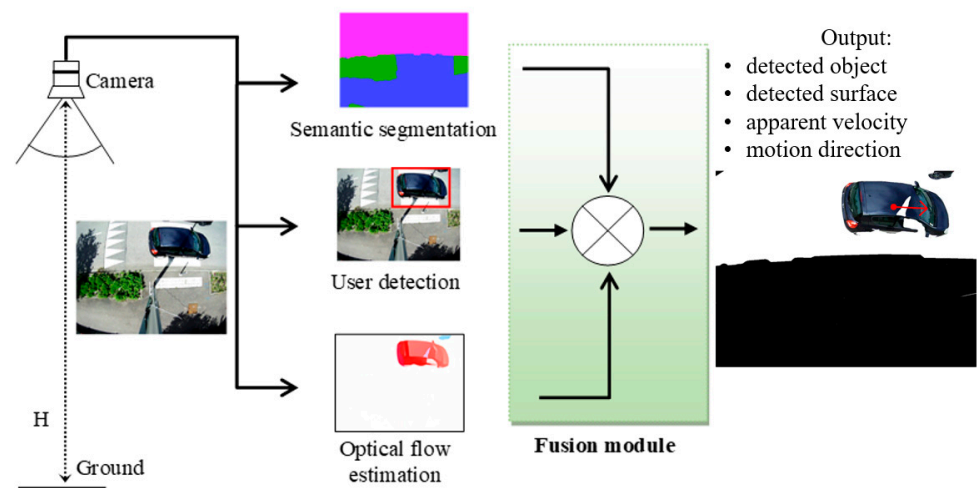 Camera
H
Ground
Semantic segmentation
User detection
Optical flow
estimation
Fusion module
Output:
• detected object
• detected surface
• apparent velocity
• motion direction